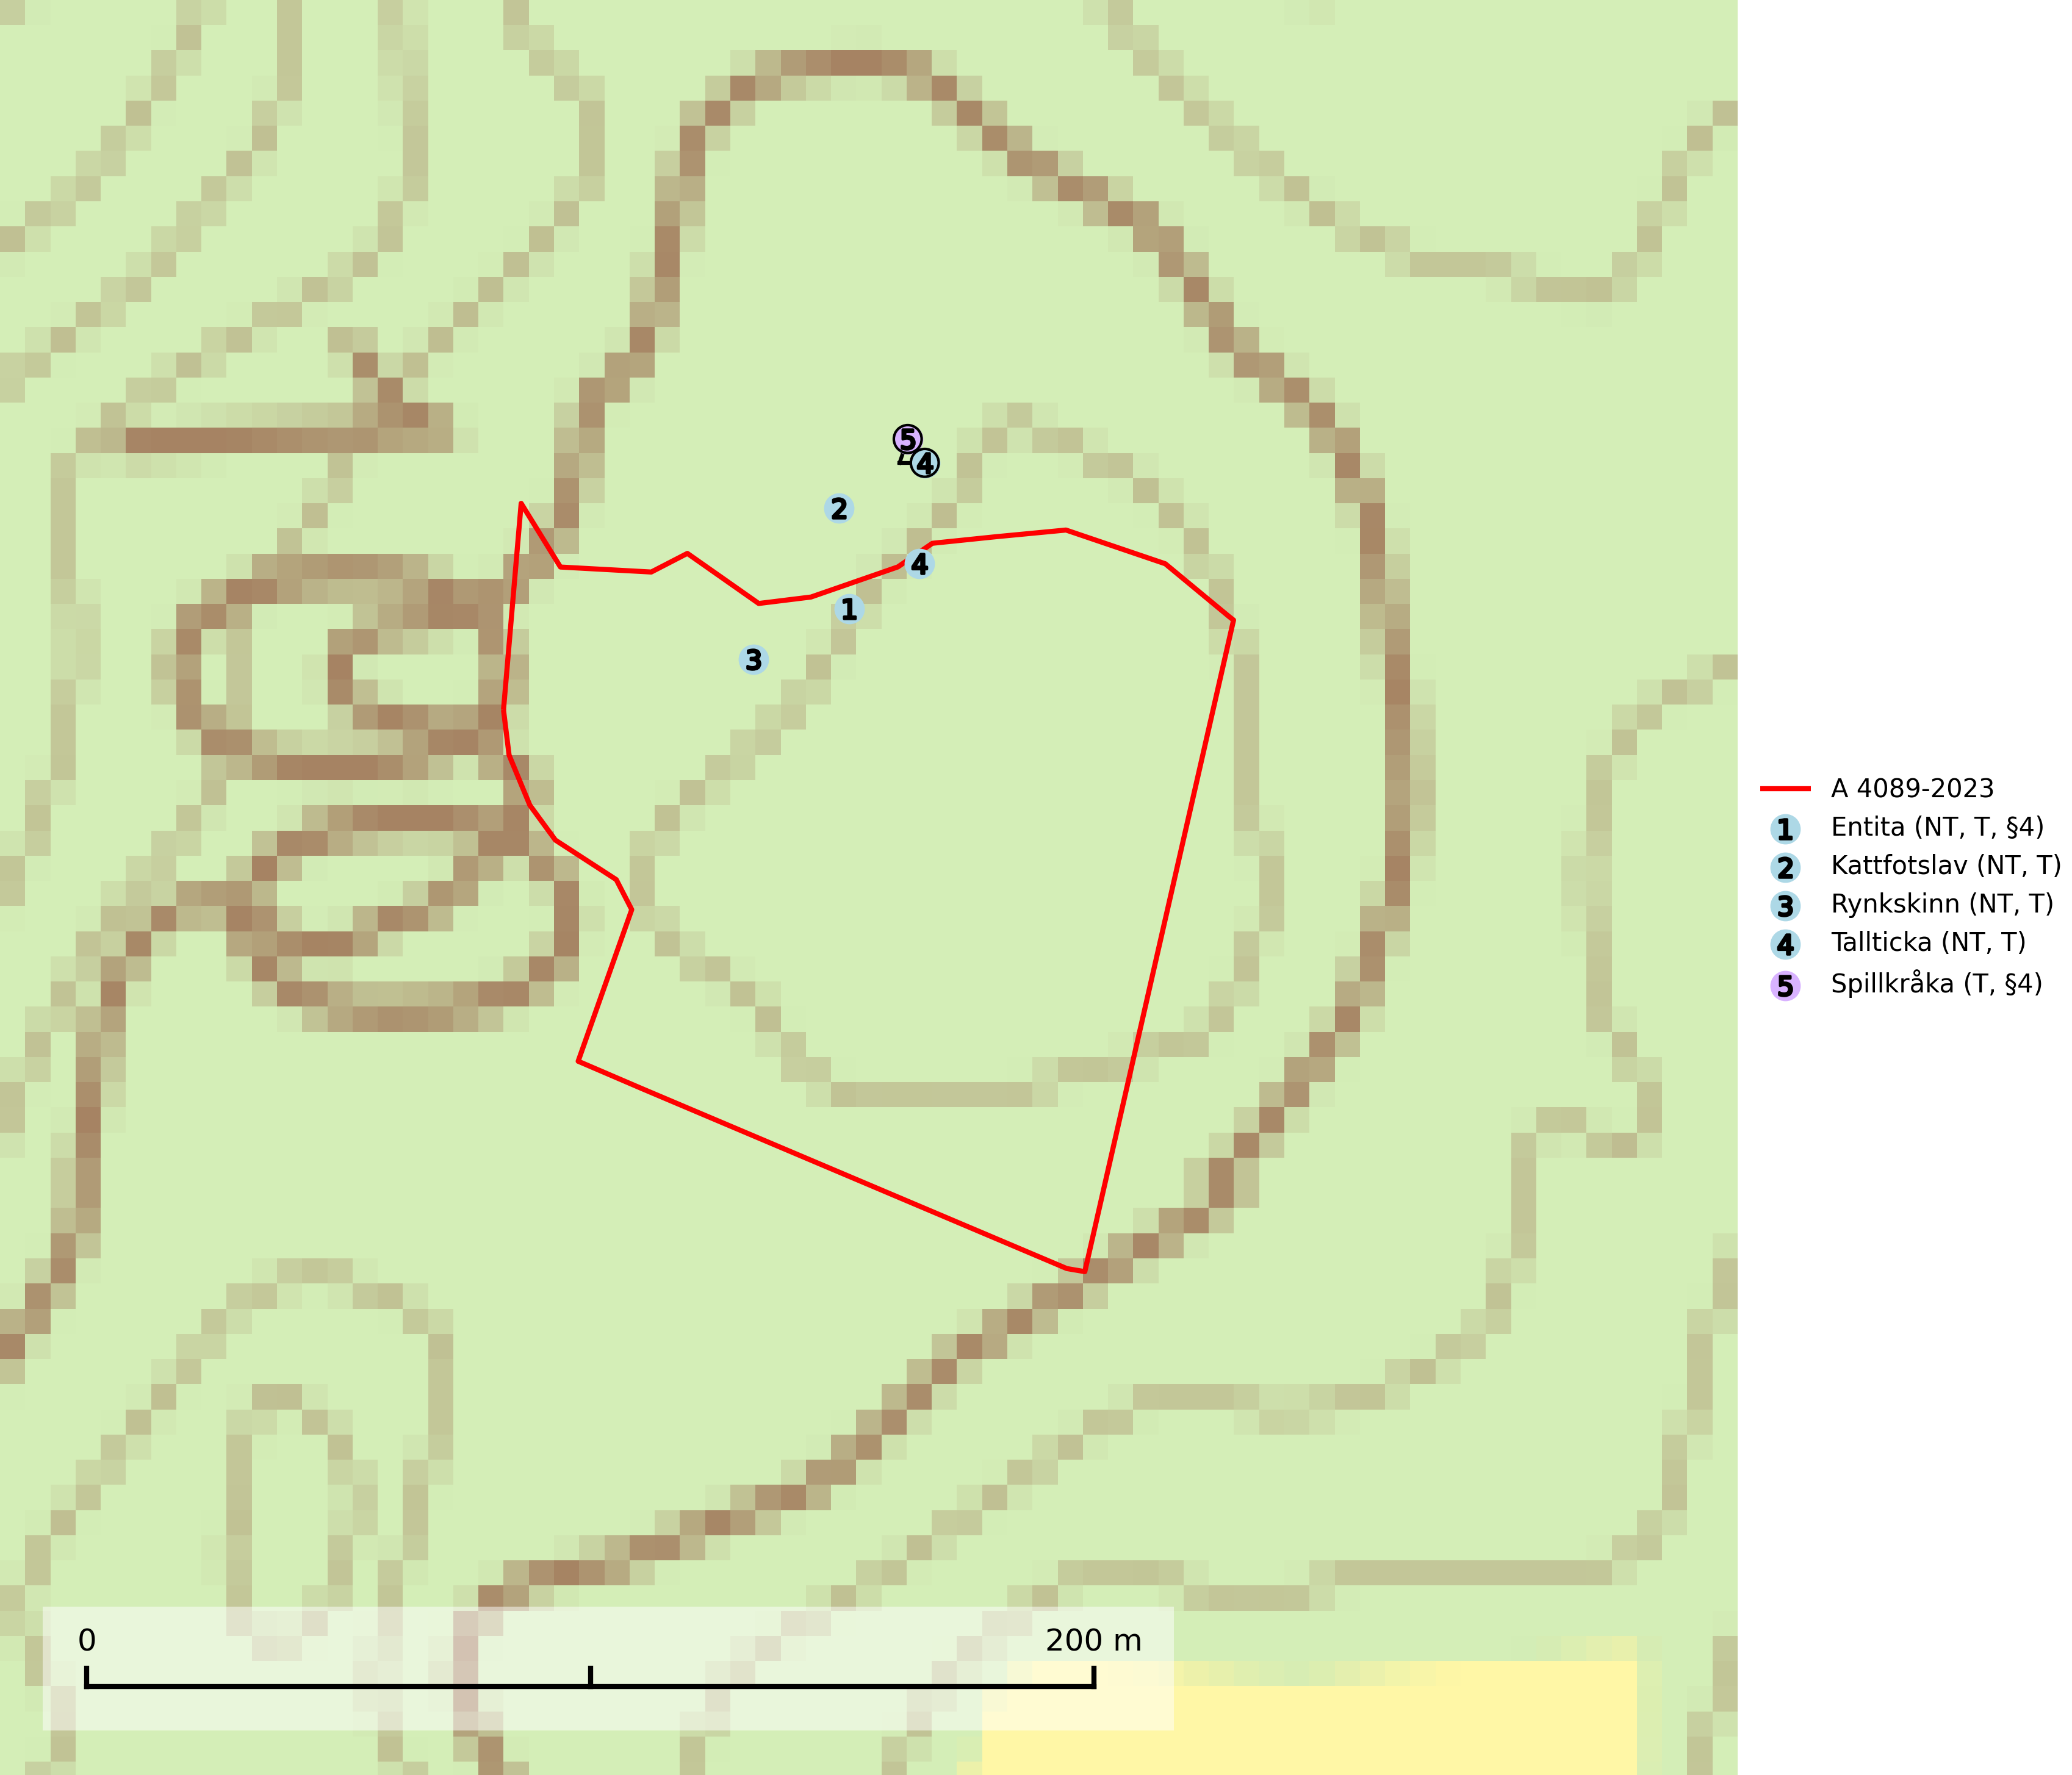 5
4
2
4
1
3
A 4089-2023
1 Entita (NT, T, §4)
2 Kattfotslav (NT, T)
3 Rynkskinn (NT, T)
4 Tallticka (NT, T)
5 Spillkråka (T, §4)
0 200 m